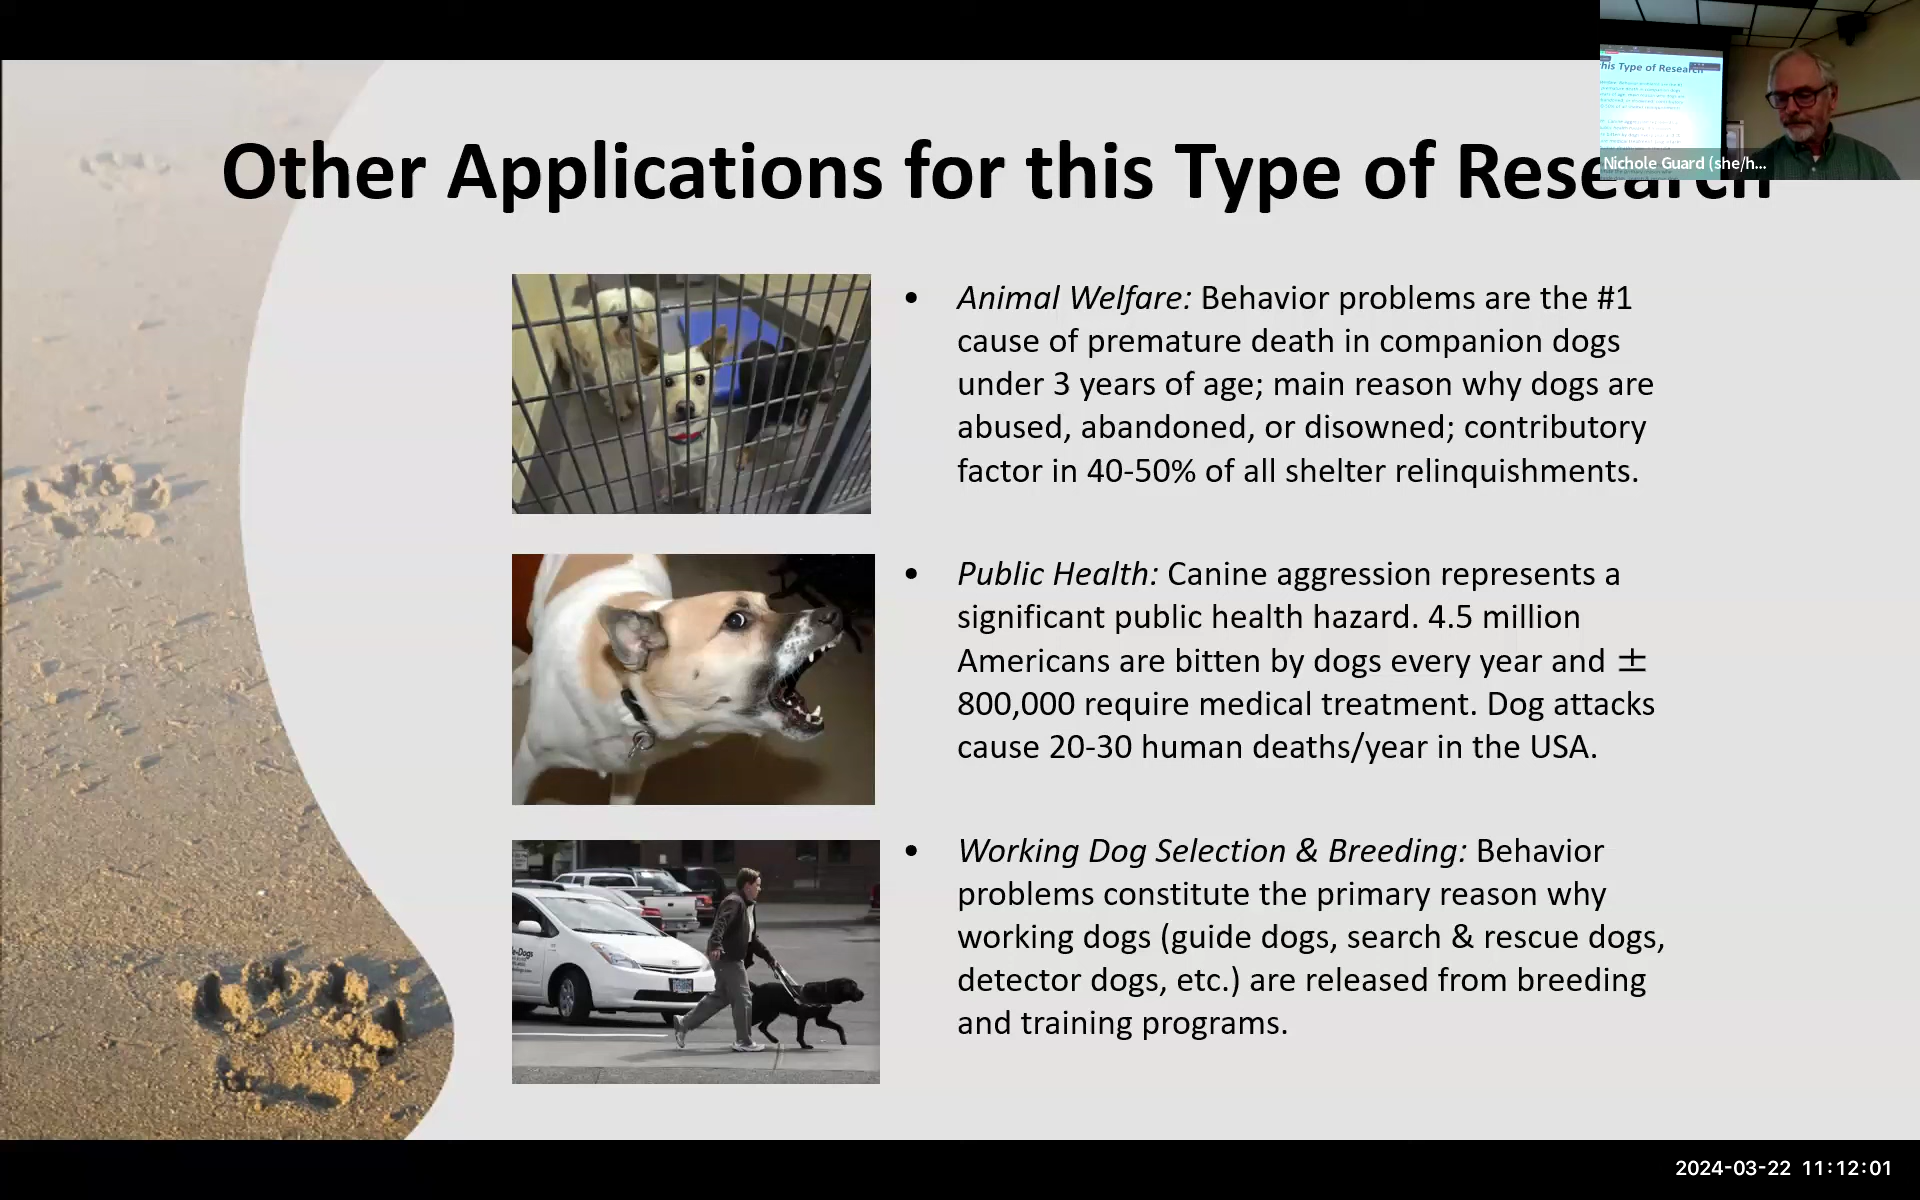 his Type of Research
Nichole Guard (she/h...
Other Applications for this Type of Research
• Animal Welfare: Behavior problems are the #1
cause of premature death in companion dogs
under 3 years of age; main reason why dogs are
abused, abandoned, or disowned; contributory
factor in 40-50% of all shelter relinquishments.
• Public Health: Canine aggression represents a
significant public health hazard. 4.5 million
Americans are bitten by dogs every year and ±
800,000 require medical treatment. Dog attacks
cause 20-30 human deaths/year in the USA.
• Working Dog Selection & Breeding: Behavior
problems constitute the primary reason why
working dogs (guide dogs, search & rescue dogs,
detector dogs, etc.) are released from breeding
and training programs.
2024-03-22 11:12:01